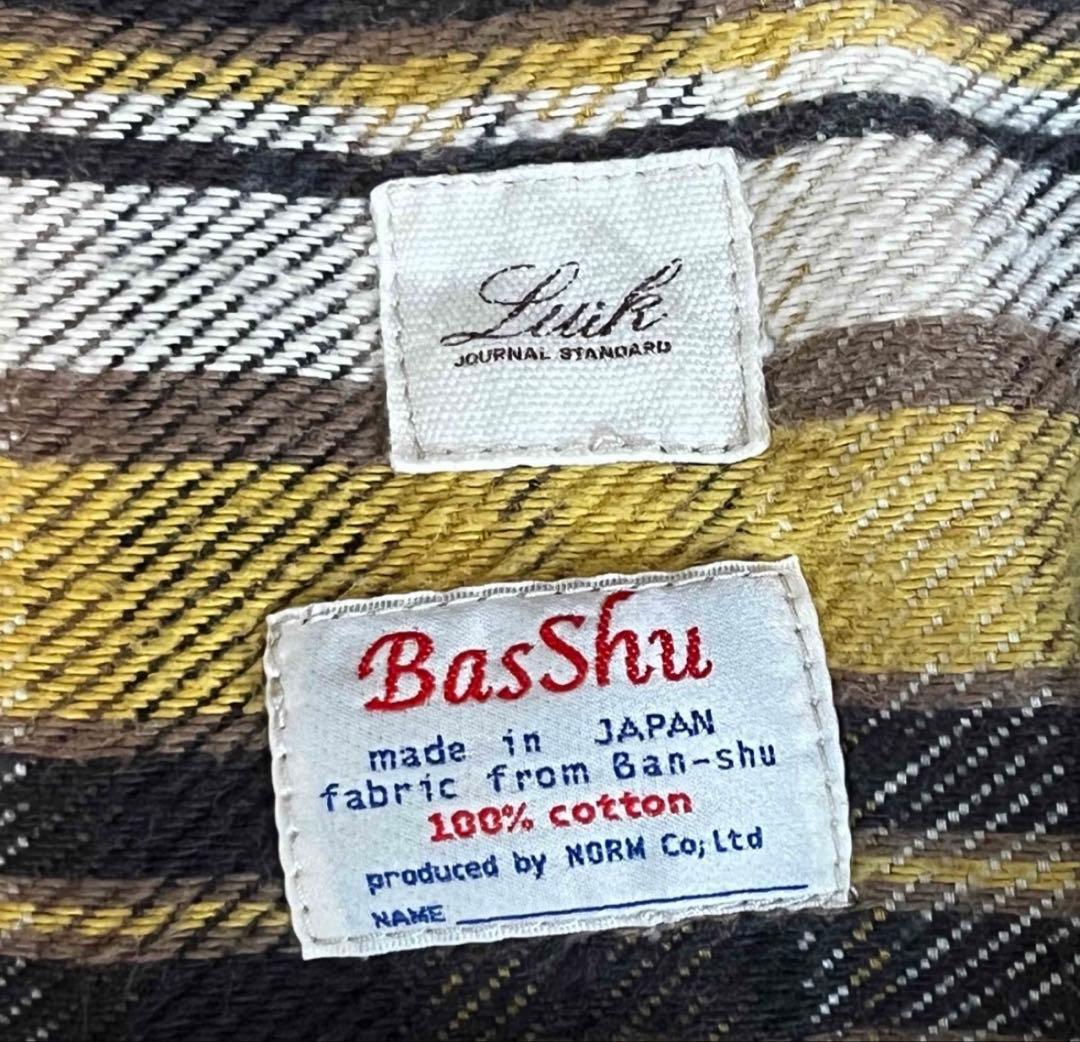 Luik
JOURNAL STANDARD
BasShu
made in JAPAN
fabric from Ban-shu
100% cotton
produced by NORM Co;Ltd
NAME